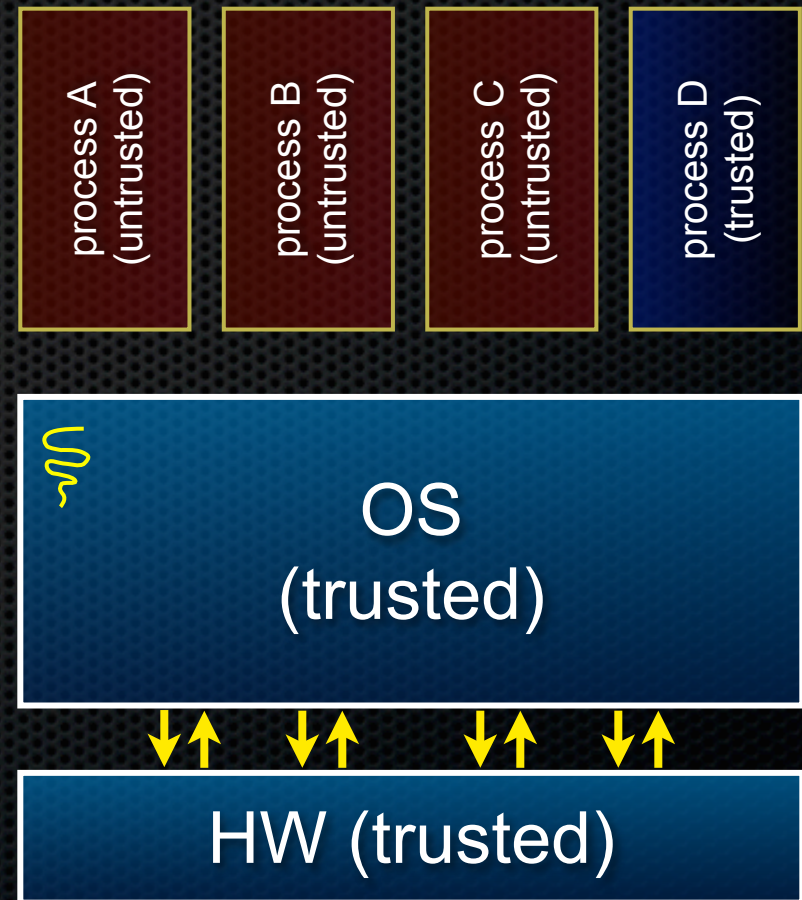 process A
(untrusted)
process B
(untrusted)
process C
(untrusted)
process D
(trusted)
OS
(trusted)
HW (trusted)